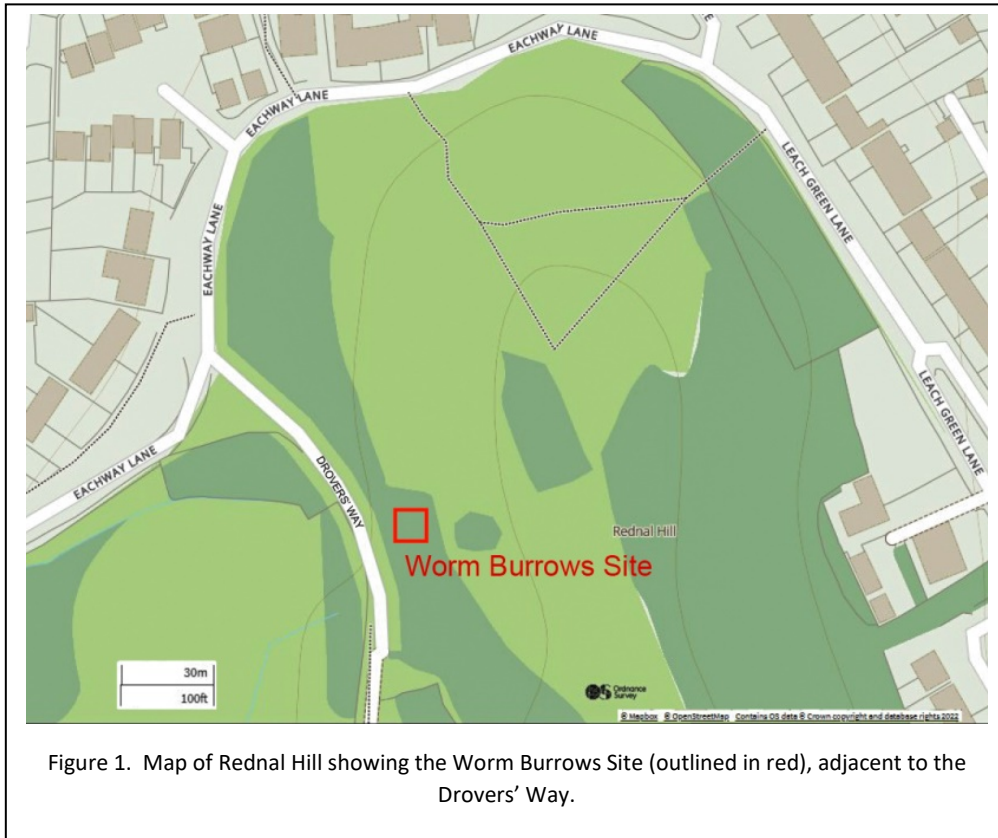 EACHWAY LANE
EACHWAY LANE
EACHWAY LANE
EACHWAY LANE
LEACH GREEN LANE
LEACH GREEN LANE
DROVERS' WAY
Rednal Hill
Worm Burrows Site
30m
100ft
OS Ordnance
Survey
© Mapbox © OpenStreetMap Contains OS data © Crown copyright and database rights 2022
Figure 1. Map of Rednal Hill showing the Worm Burrows Site (outlined in red), adjacent to the
Drovers' Way.